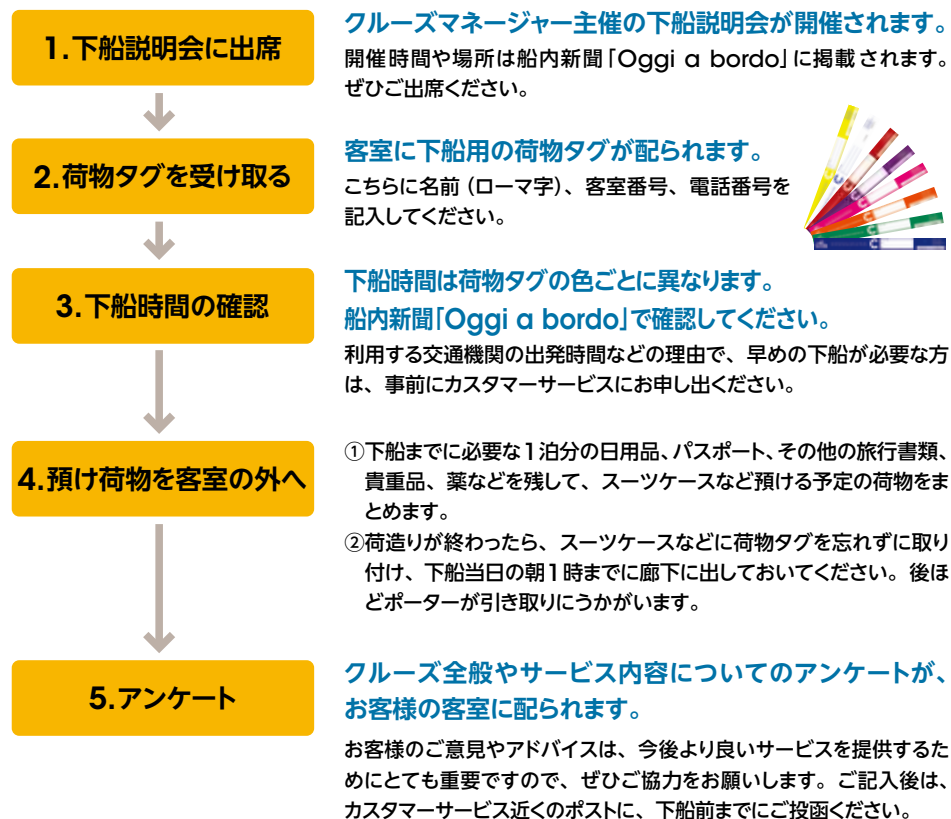 1.下船説明会に出席
クルーズマネージャー主催の下船説明会が開催されます。
開催時間や場所は船内新聞「Oggi a bordo」に掲載されます。
ぜひご出席ください。
2.荷物タグを受け取る
客室に下船用の荷物タグが配られます。
こちらに名前（ローマ字）、客室番号、電話番号を
記入してください。
3.下船時間の確認
下船時間は荷物タグの色ごとに異なります。
船内新聞「Oggi a bordo」で確認してください。
利用する交通機関の出発時間などの理由で、早めの下船が必要な方
は、事前にカスタマーサービスにお申し出ください。
4.預け荷物を客室の外へ
①下船までに必要な1泊分の日用品、パスポート、その他の旅行書類、
貴重品、薬などを残して、スーツケースなど預ける予定の荷物をま
とめます。
②荷造りが終わったら、スーツケースなどに荷物タグを忘れずに取り
付け、下船当日の朝1時までに廊下に出しておいてください。後ほ
どポーターが引き取りにうかがいます。
5.アンケート
クルーズ全般やサービス内容についてのアンケートが、
お客様の客室に配られます。
お客様のご意見やアドバイスは、今後より良いサービスを提供するた
めにとても重要ですので、ぜひご協力をお願いします。ご記入後は、
カスタマーサービス近くのポストに、下船前までにご投函ください。